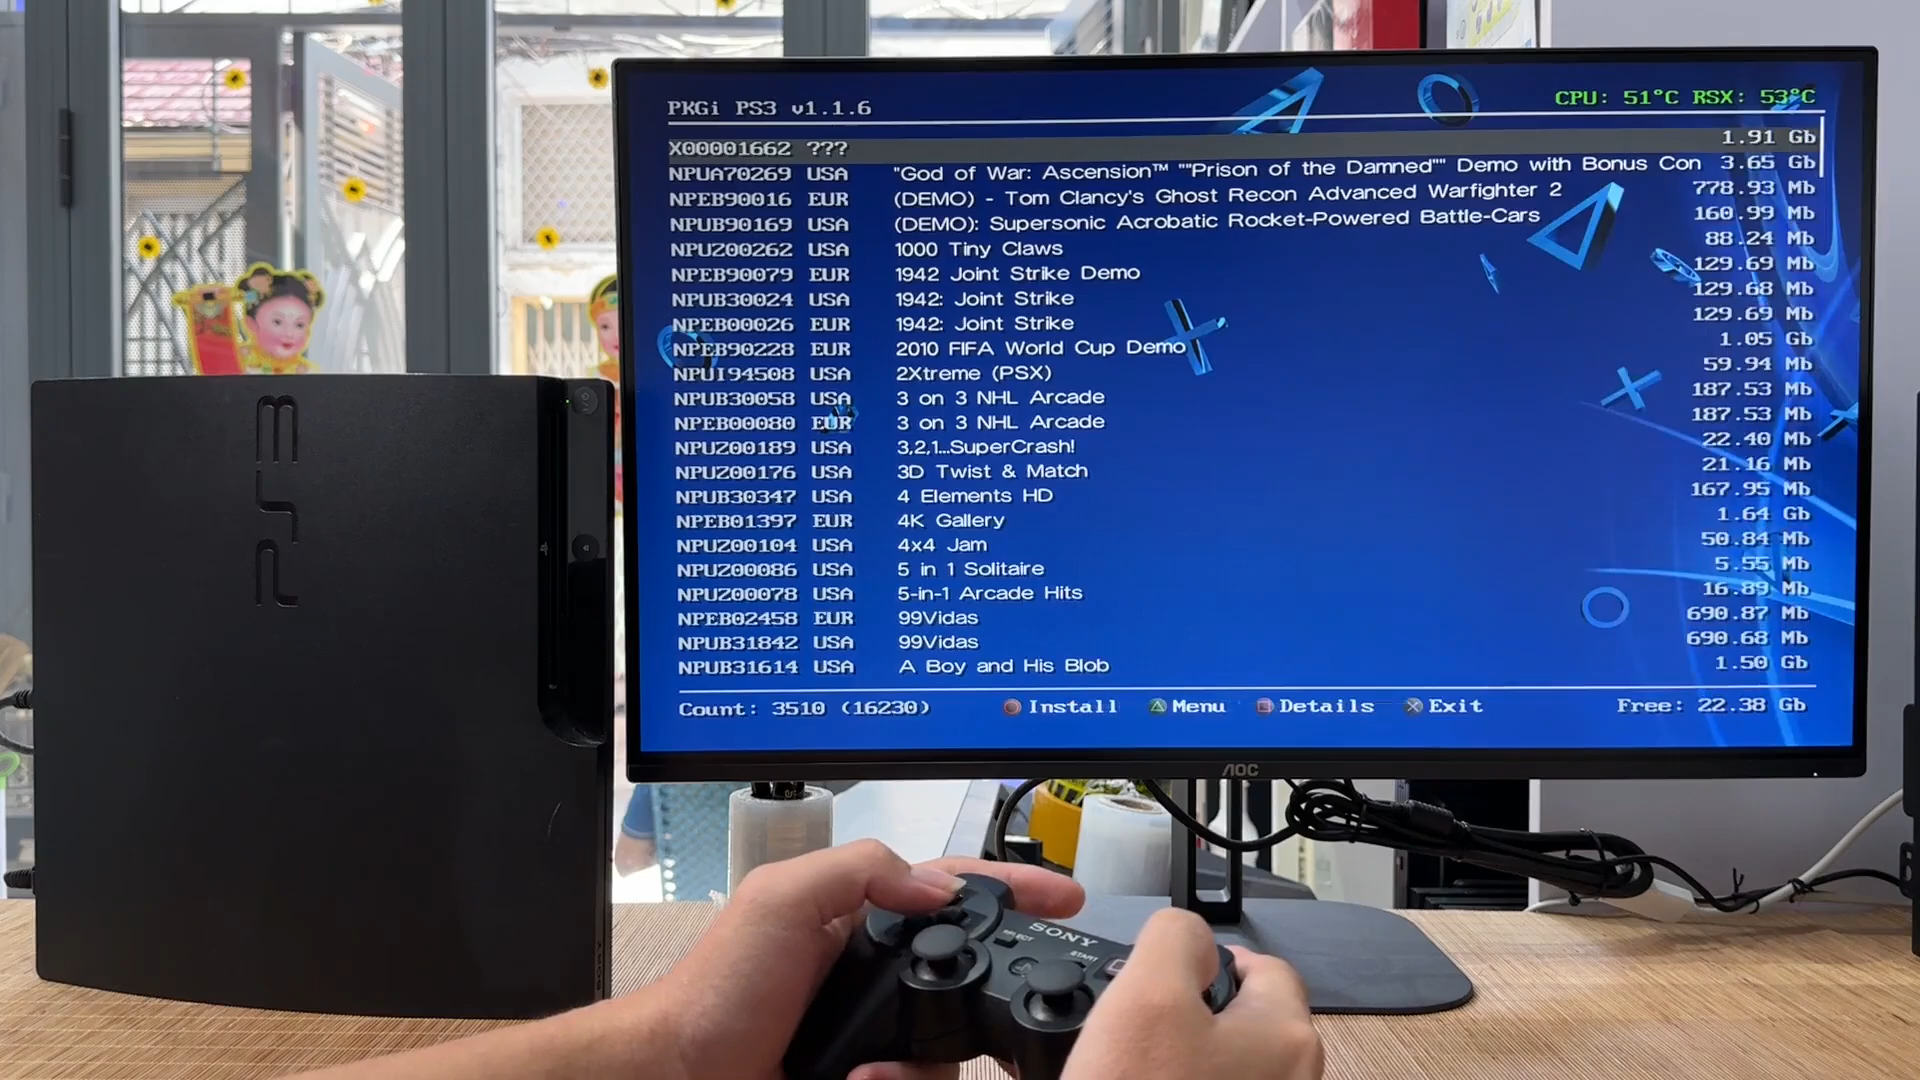 PKGi PS3 v1.1.6
CPU: 51°C RSX: 53°C
X00001662 ??? 1.91 Gb
NPUA70269 USA "God of War: Ascension™ ""Prison of the Damned"" Demo with Bonus Con 3.65 Gb
NPEB90016 EUR (DEMO) - Tom Clancy's Ghost Recon Advanced Warfighter 2 778.93 Mb
NPUB90169 USA (DEMO): Supersonic Acrobatic Rocket-Powered Battle-Cars 160.99 Mb
NPUZ00262 USA 1000 Tiny Claws 88.24 Mb
NPEB90079 EUR 1942 Joint Strike Demo 129.69 Mb
NPUB30024 USA 1942: Joint Strike 129.68 Mb
NPEB00026 EUR 1942: Joint Strike 129.69 Mb
NPEB90228 EUR 2010 FIFA World Cup Demo 1.05 Gb
NPUI94508 USA 2Xtreme (PSX) 59.94 Mb
NPUB30058 USA 3 on 3 NHL Arcade 187.53 Mb
NPEB00080 EUR 3 on 3 NHL Arcade 187.53 Mb
NPUZ00189 USA 3,2,1...SuperCrash! 22.40 Mb
NPUZ00176 USA 3D Twist & Match 21.16 Mb
NPUB30347 USA 4 Elements HD 167.95 Mb
NPEB01397 EUR 4K Gallery 1.64 Gb
NPUZ00104 USA 4x4 Jam 50.84 Mb
NPUZ00086 USA 5 in 1 Solitaire 5.55 Mb
NPUZ00078 USA 5-in-1 Arcade Hits 16.89 Mb
NPEB02458 EUR 99Vidas 690.87 Mb
NPUB31842 USA 99Vidas 690.68 Mb
NPUB31614 USA A Boy and His Blob 1.50 Gb
Count: 3510 (16230) Install Menu Details Exit Free: 22.38 Gb
AOC
PS3
SONY
SELECT
START
SONY